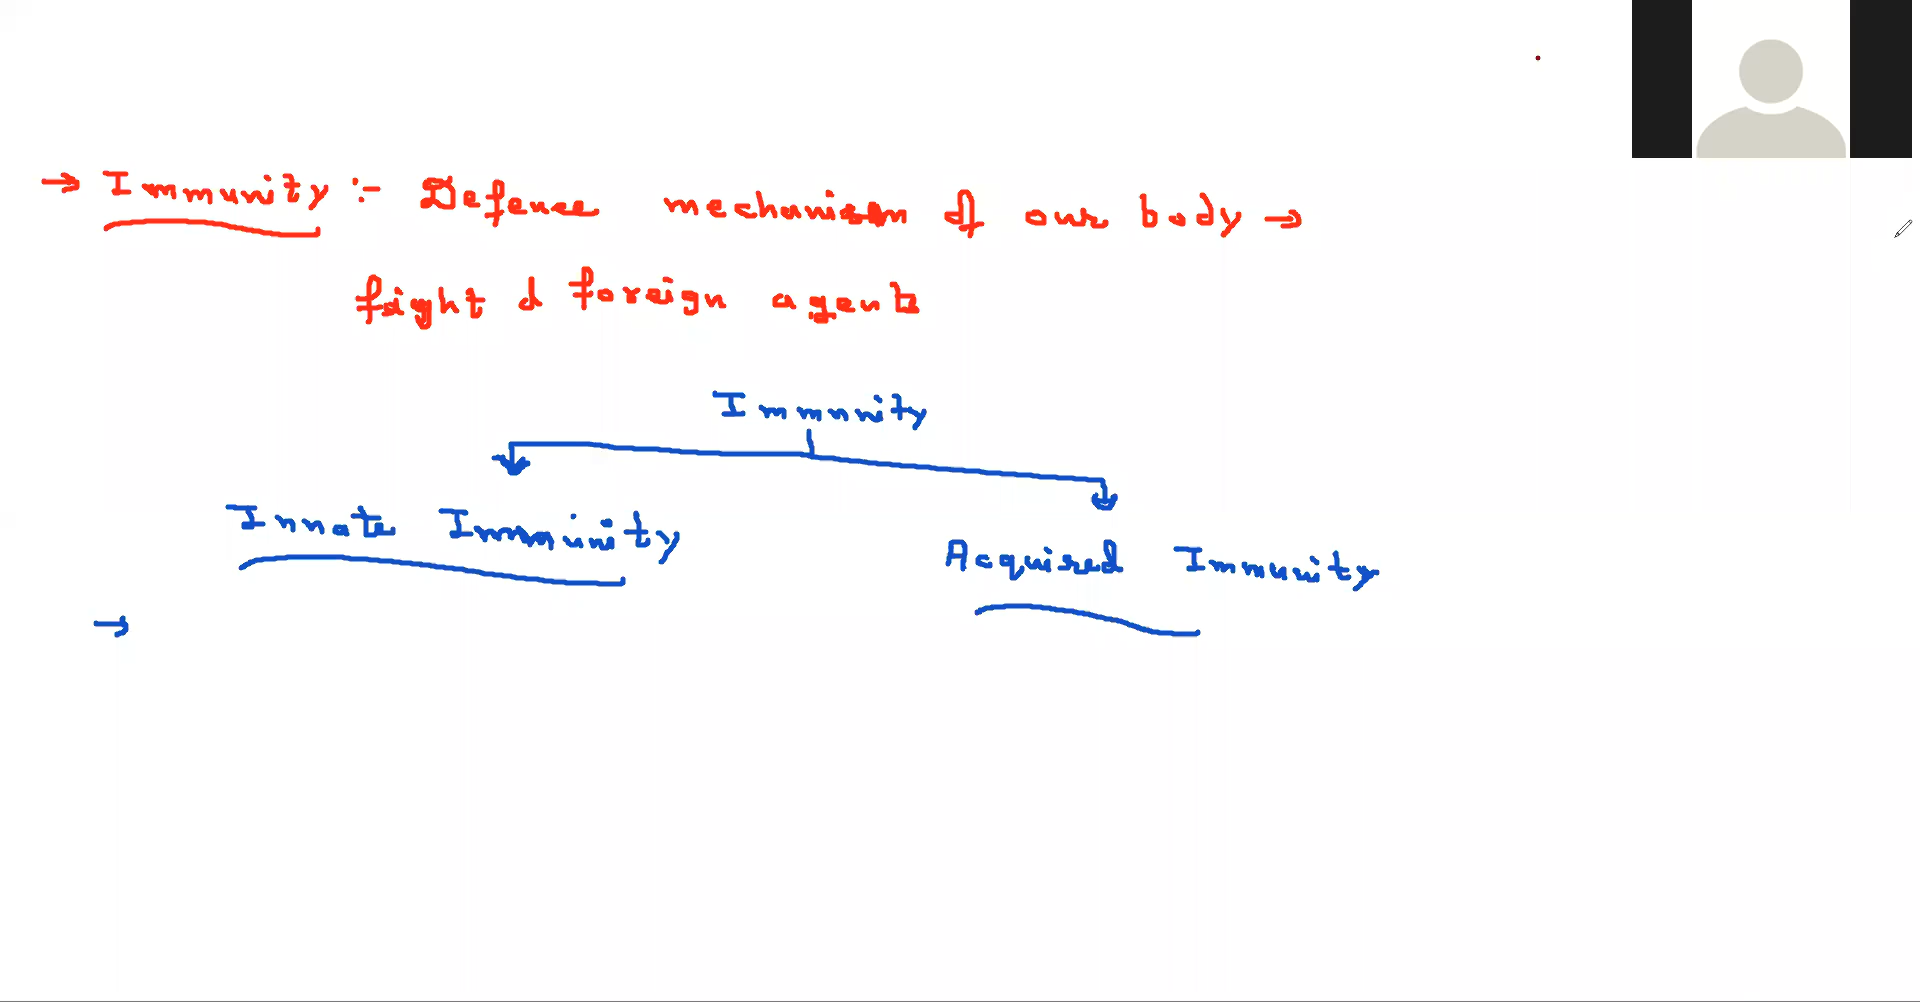 → Immunity :- Defence mechanism of our body →
fight d foreign agents
Immunity
Innate Immunity
Acquired Immunity
→